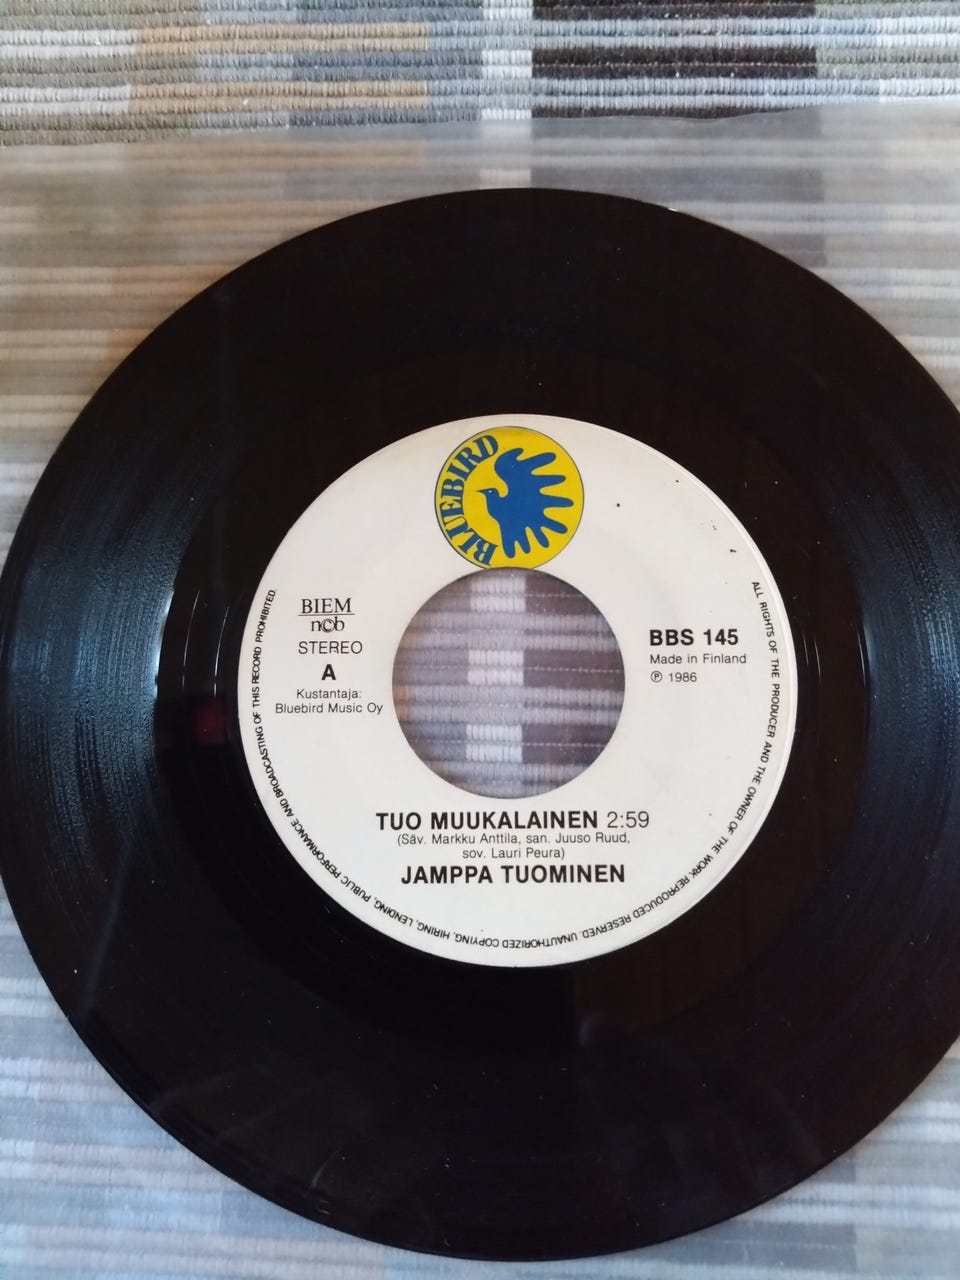 BLUEBIRD
BIEM
ncb
STEREO
A
Kustantaja:
Bluebird Music Oy
BBS 145
Made in Finland
Ⓟ 1986
TUO MUUKALAINEN 2:59
(Säv. Markku Anttila, san. Juuso Ruud,
sov. Lauri Peura)
JAMPPA TUOMINEN
ALL RIGHTS OF THE PRODUCER AND THE OWNER OF THE WORK REPRODUCED RESERVED. UNAUTHORIZED COPYING, HIRING, LENDING, PUBLIC PERFORMANCE AND BROADCASTING OF THIS RECORD PROHIBITED.